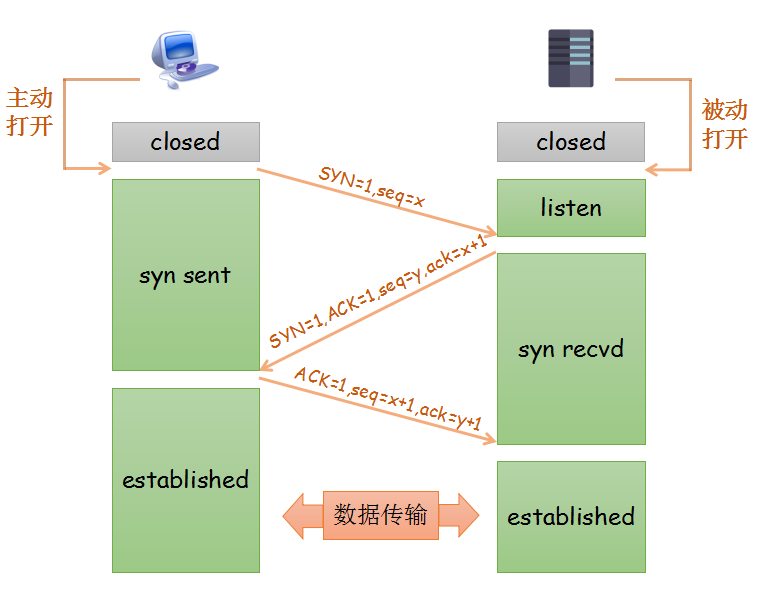 主动
打开
被动
打开
closed
closed
SYN=1,seq=x
listen
syn sent
SYN=1,ACK=1,seq=y,ack=x+1
syn recvd
ACK=1,seq=x+1,ack=y+1
established
数据传输
established